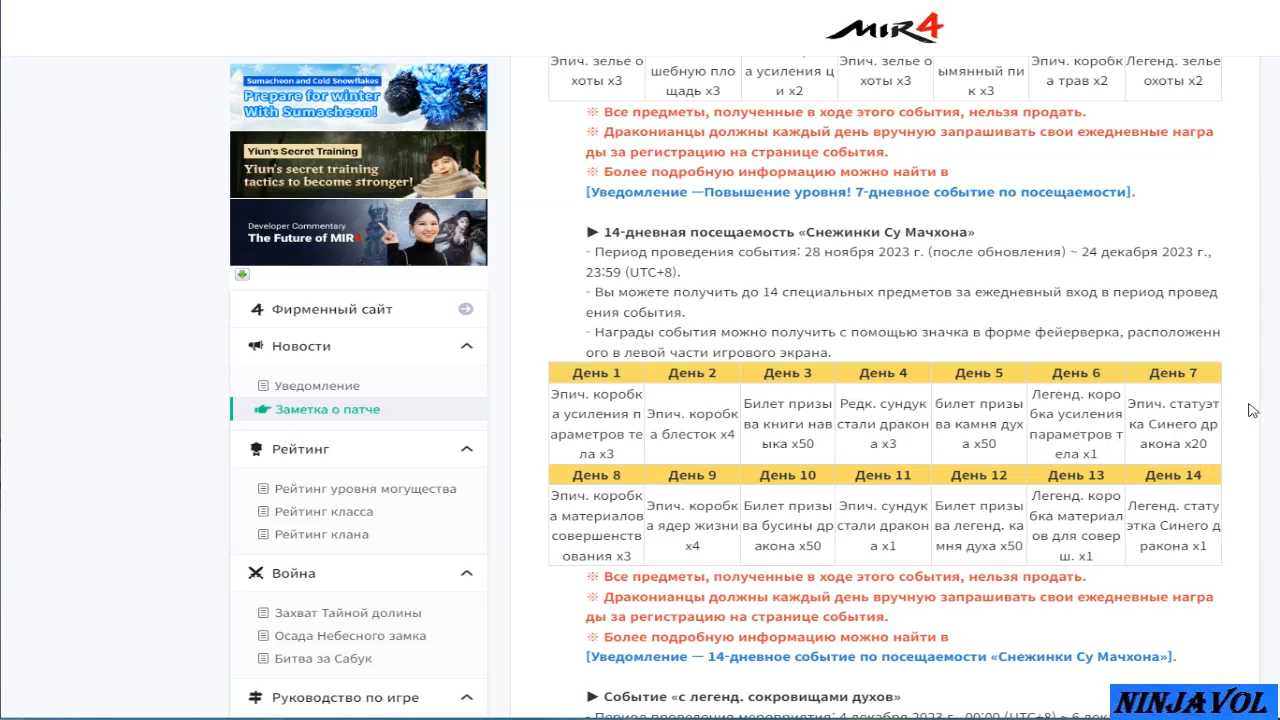 MIR4
Sumacheon and Cold Snowflakes
Prepare for winter
With Sumacheon!
Yiun's Secret Training
Yiun's secret training
tactics to become stronger!
Developer Commentary
The Future of MIR4
Фирменный сайт
Новости
Уведомление
Заметка о патче
Рейтинг
Рейтинг уровня могущества
Рейтинг класса
Рейтинг клана
Война
Захват Тайной долины
Осада Небесного замка
Битва за Сабук
Руководство по игре
Эпич. зелье о
хоты x3
шебную пло
щадь x3
а усиления ц
и x2
Эпич. зелье о
хоты x3
ымянный пи
к x3
Эпич. коробк
а трав x2
Легенд. зелье
охоты x2
※ Все предметы, полученные в ходе этого события, нельзя продать.
※ Драконианцы должны каждый день вручную запрашивать свои ежедневные награ
ды за регистрацию на странице события.
※ Более подробную информацию можно найти в
[Уведомление —Повышение уровня! 7-дневное событие по посещаемости].
▶ 14-дневная посещаемость «Снежинки Су Мачхона»
- Период проведения события: 28 ноября 2023 г. (после обновления) ~ 24 декабря 2023 г.,
23:59 (UTC+8).
- Вы можете получить до 14 специальных предметов за ежедневный вход в период провед
ения события.
- Награды события можно получить с помощью значка в форме фейерверка, расположенн
ого в левой части игрового экрана.
День 1 День 2 День 3 День 4 День 5 День 6 День 7
Эпич. коробк
а усиления п
араметров те
ла x3
Эпич. коробк
а блесток x4
Билет призы
ва книги нав
ыка x50
Редк. сундук
стали дракон
а x3
билет призы
ва камня дух
а x50
Легенд. коро
бка усиления
параметров т
ела x1
Эпич. статуэт
ка Синего др
акона x20
День 8 День 9 День 10 День 11 День 12 День 13 День 14
Эпич. коробк
а материалов
совершенств
ования x3
Эпич. коробк
а ядер жизни
x4
Билет призы
ва бусины др
акона x50
Эпич. сундук
стали дракон
а x1
Билет призы
ва легенд. ка
мня духа x50
Легенд. коро
бка материал
ов для совер
ш. x1
Легенд. стату
этка Синего д
ракона x1
※ Все предметы, полученные в ходе этого события, нельзя продать.
※ Драконианцы должны каждый день вручную запрашивать свои ежедневные награ
ды за регистрацию на странице события.
※ Более подробную информацию можно найти в
[Уведомление — 14-дневное событие по посещаемости «Снежинки Су Мачхона»].
▶ Событие «с легенд. сокровищами духов»
- Период проведения мероприятия: 4 декабря 2023 г., 00:00 (UTC+8) ~ 6 дека
NINJAVOL